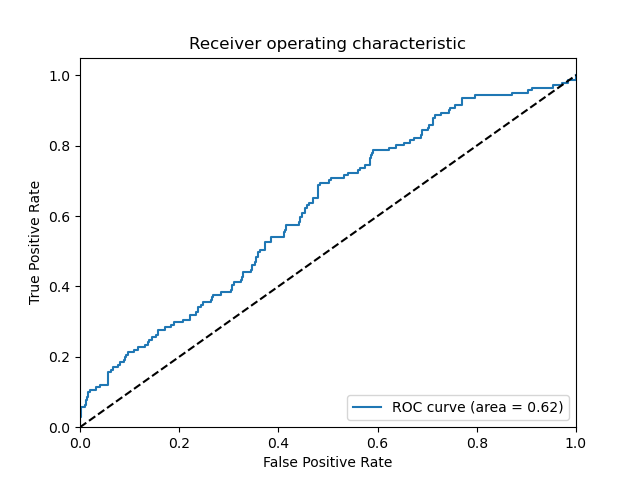 Receiver operating characteristic
True Positive Rate
1.0
0.8
0.6
0.4
0.2
0.0
ROC curve (area = 0.62)
0.0 0.2 0.4 0.6 0.8 1.0
False Positive Rate